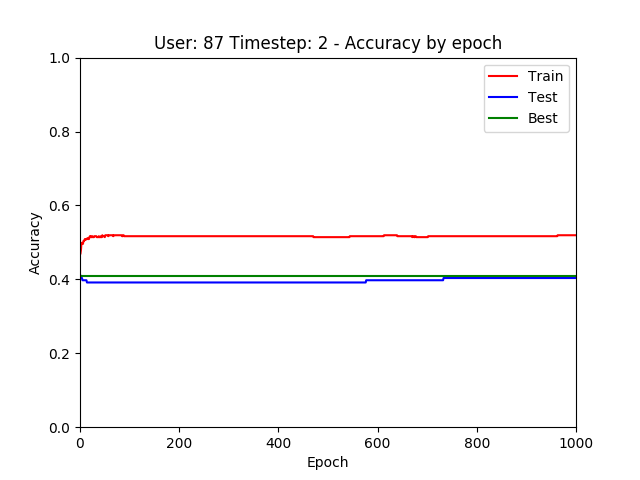 User: 87 Timestep: 2 - Accuracy by epoch
1.0
0.8
0.6
0.4
0.2
0.0
Accuracy
Train
Test
Best
0 200 400 600 800 1000
Epoch